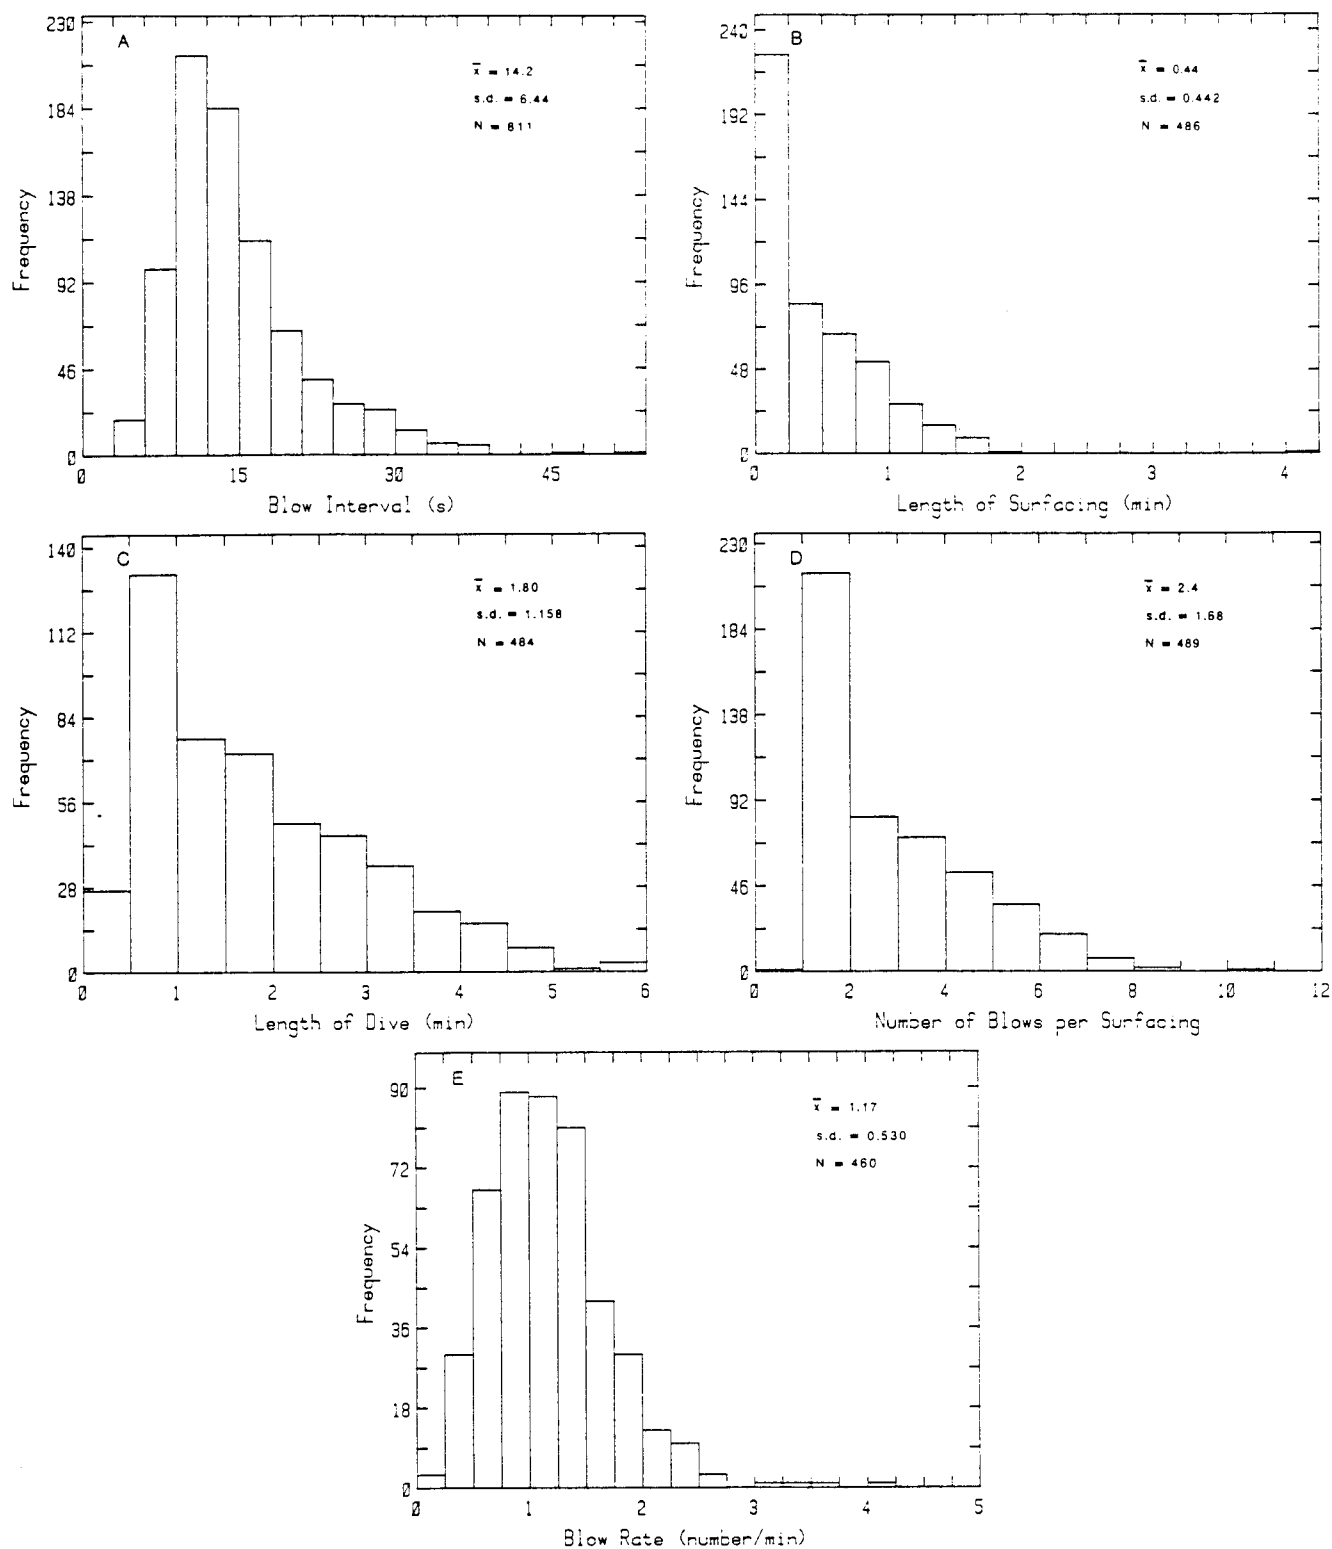 A
x̄ = 14.2
s.d. = 6.44
N = 811
Frequency
230
184
138
92
46
0
0 15 30 45
Blow Interval (s)
B
x̄ = 0.44
s.d. = 0.442
N = 486
Frequency
240
192
144
96
48
0
0 1 2 3 4
Length of Surfacing (min)
C
x̄ = 1.80
s.d. = 1.158
N = 484
Frequency
140
112
84
56
28
0
0 1 2 3 4 5 6
Length of Dive (min)
D
x̄ = 2.4
s.d. = 1.68
N = 489
Frequency
230
184
138
92
46
0
0 2 4 6 8 10 12
Number of Blows per Surfacing
E
x̄ = 1.17
s.d. = 0.530
N = 460
Frequency
90
72
54
36
18
0
0 1 2 3 4 5
Blow Rate (number/min)